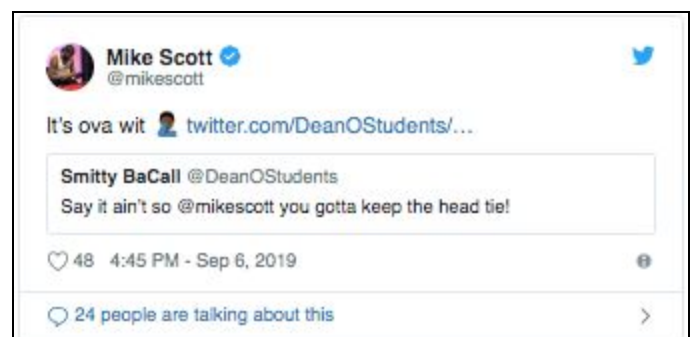 Mike Scott
@mikescott
It's ova wit 🤦🏿‍♂️ twitter.com/DeanOStudents/...
Smitty BaCall @DeanOStudents
Say it ain't so @mikescott you gotta keep the head tie!
48 4:45 PM - Sep 6, 2019
24 people are talking about this